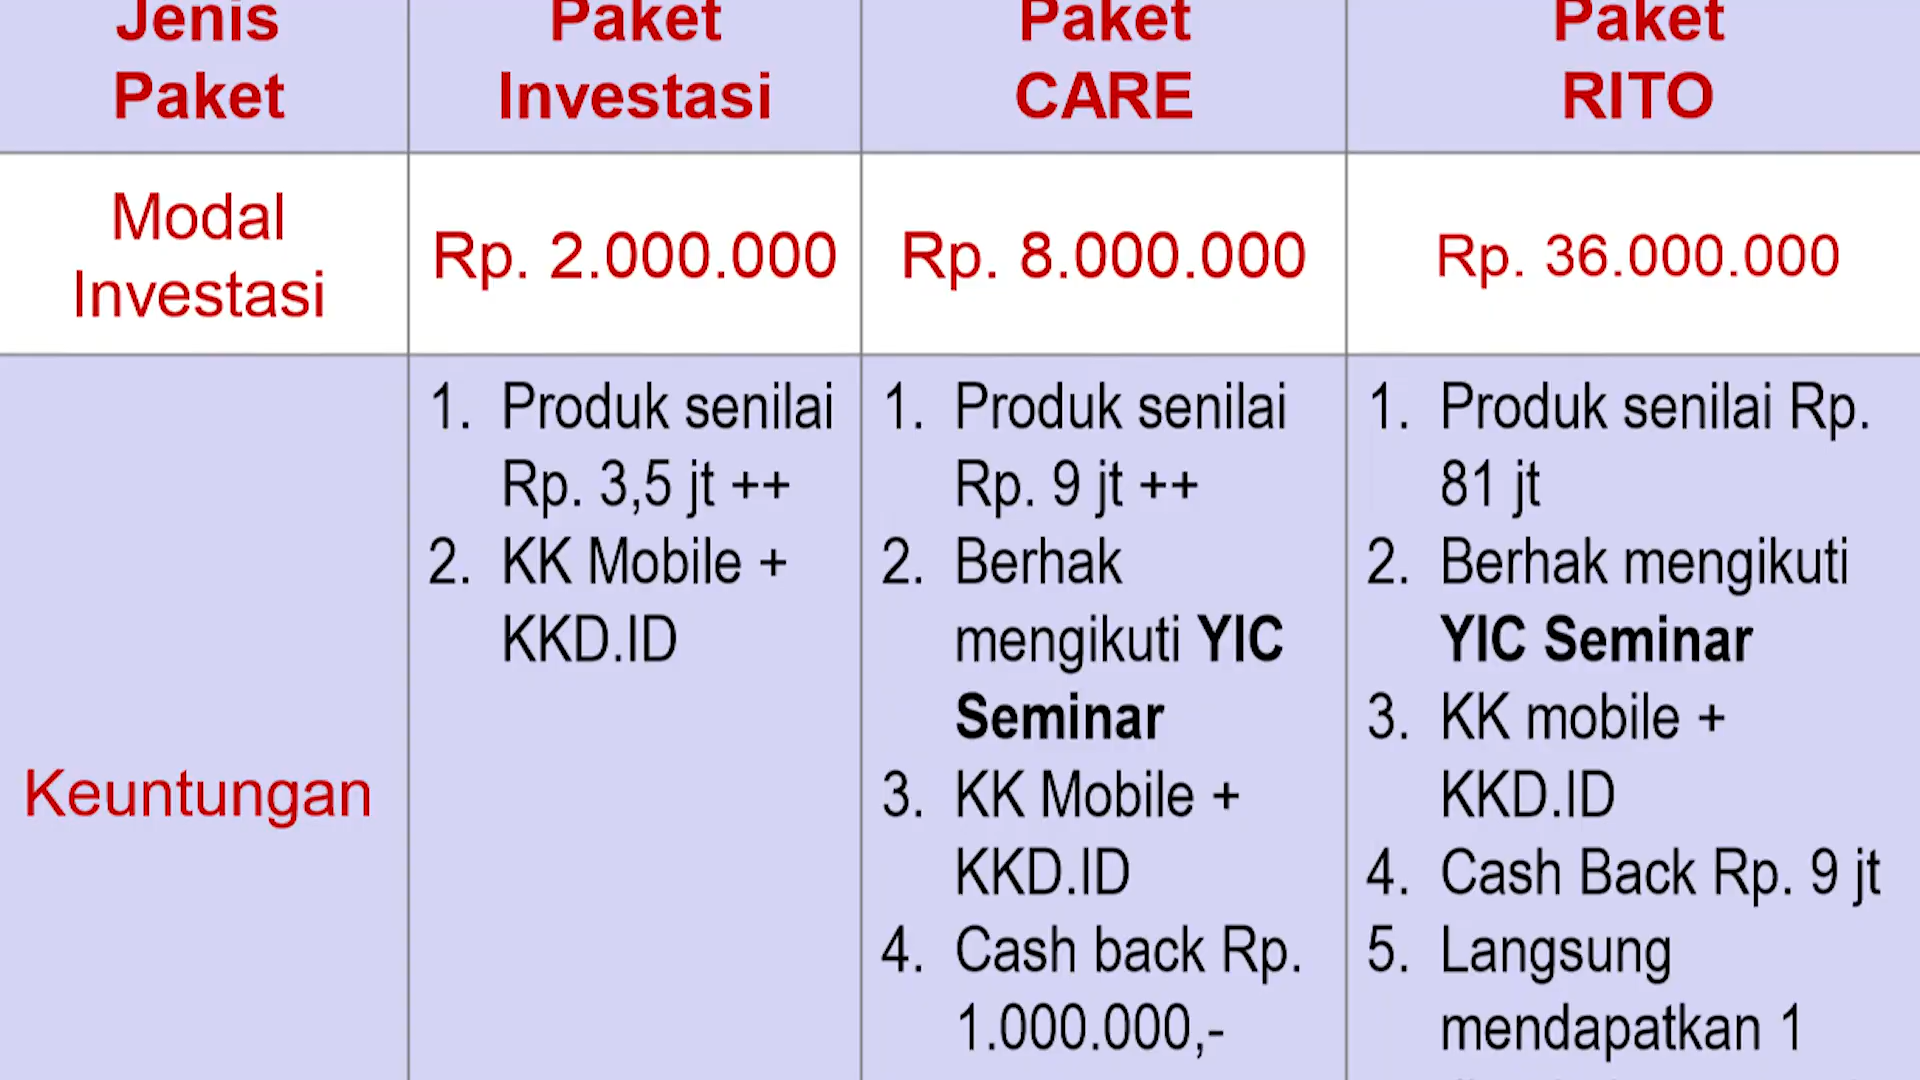 Jenis
Paket
Paket
Investasi
Paket
CARE
Paket
RITO
Modal
Investasi
Rp. 2.000.000
Rp. 8.000.000
Rp. 36.000.000
Keuntungan
1. Produk senilai
Rp. 3,5 jt ++
2. KK Mobile +
KKD.ID
1. Produk senilai
Rp. 9 jt ++
2. Berhak
mengikuti YIC
Seminar
3. KK Mobile +
KKD.ID
4. Cash back Rp.
1.000.000,-
1. Produk senilai Rp.
81 jt
2. Berhak mengikuti
YIC Seminar
3. KK mobile +
KKD.ID
4. Cash Back Rp. 9 jt
5. Langsung
mendapatkan 1